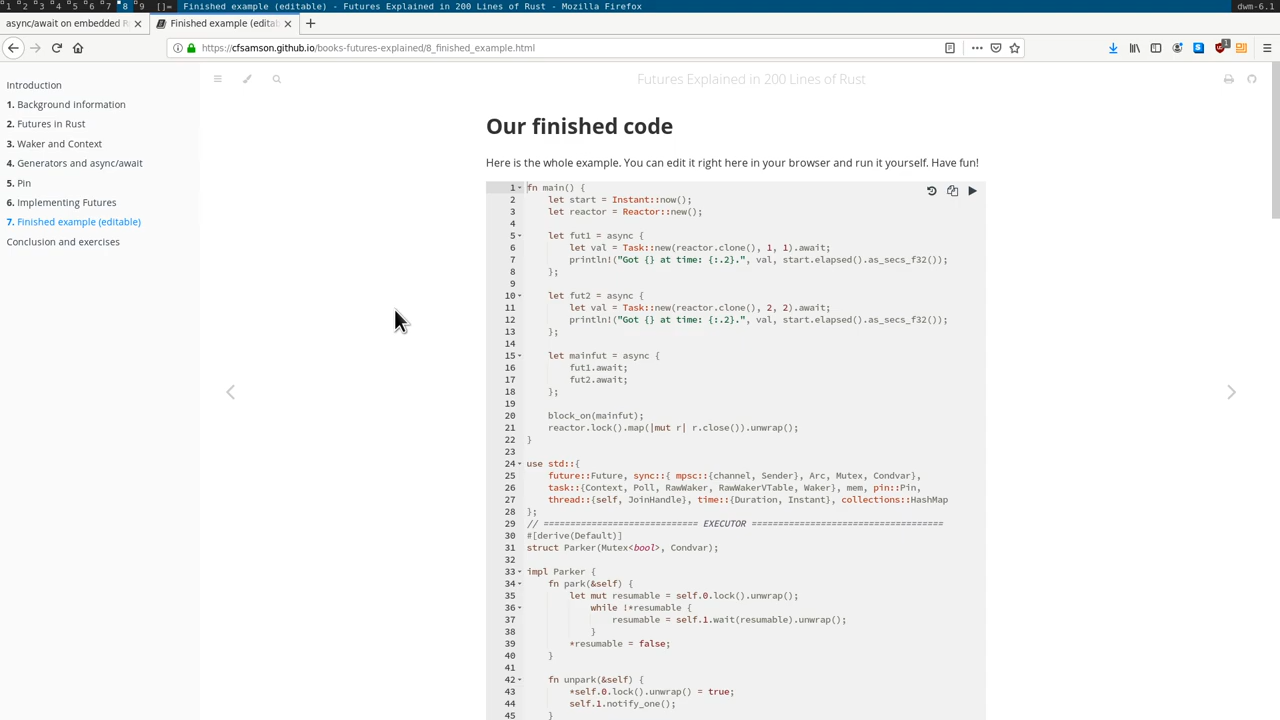 1 2 3 4 5 6 7 8 9 []= Finished example (editable) - Futures Explained in 200 Lines of Rust - Mozilla Firefox dwm-6.1
async/await on embedded R
Finished example (edita
https://cfsamson.github.io/books-futures-explained/8_finished_example.html
1
Introduction
1. Background information
2. Futures in Rust
3. Waker and Context
4. Generators and async/await
5. Pin
6. Implementing Futures
7. Finished example (editable)
Conclusion and exercises
Futures Explained in 200 Lines of Rust
Our finished code
Here is the whole example. You can edit it right here in your browser and run it yourself. Have fun!
1 fn main() {
2     let start = Instant::now();
3     let reactor = Reactor::new();
4
5     let fut1 = async {
6         let val = Task::new(reactor.clone(), 1, 1).await;
7         println!("Got {} at time: {:.2}.", val, start.elapsed().as_secs_f32());
8     };
9
10     let fut2 = async {
11         let val = Task::new(reactor.clone(), 2, 2).await;
12         println!("Got {} at time: {:.2}.", val, start.elapsed().as_secs_f32());
13     };
14
15     let mainfut = async {
16         fut1.await;
17         fut2.await;
18     };
19
20     block_on(mainfut);
21     reactor.lock().map(|mut r| r.close()).unwrap();
22 }
23
24 use std::{
25     future::Future, sync::{ mpsc::{channel, Sender}, Arc, Mutex, Condvar},
26     task::{Context, Poll, RawWaker, RawWakerVTable, Waker}, mem, pin::Pin,
27     thread::{self, JoinHandle}, time::{Duration, Instant}, collections::HashMap
28 };
29 // ============================= EXECUTOR ====================================
30 #[derive(Default)]
31 struct Parker(Mutex<bool>, Condvar);
32
33 impl Parker {
34     fn park(&self) {
35         let mut resumable = self.0.lock().unwrap();
36             while !*resumable {
37                 resumable = self.1.wait(resumable).unwrap();
38             }
39         *resumable = false;
40     }
41
42     fn unpark(&self) {
43         *self.0.lock().unwrap() = true;
44         self.1.notify_one();
45     }